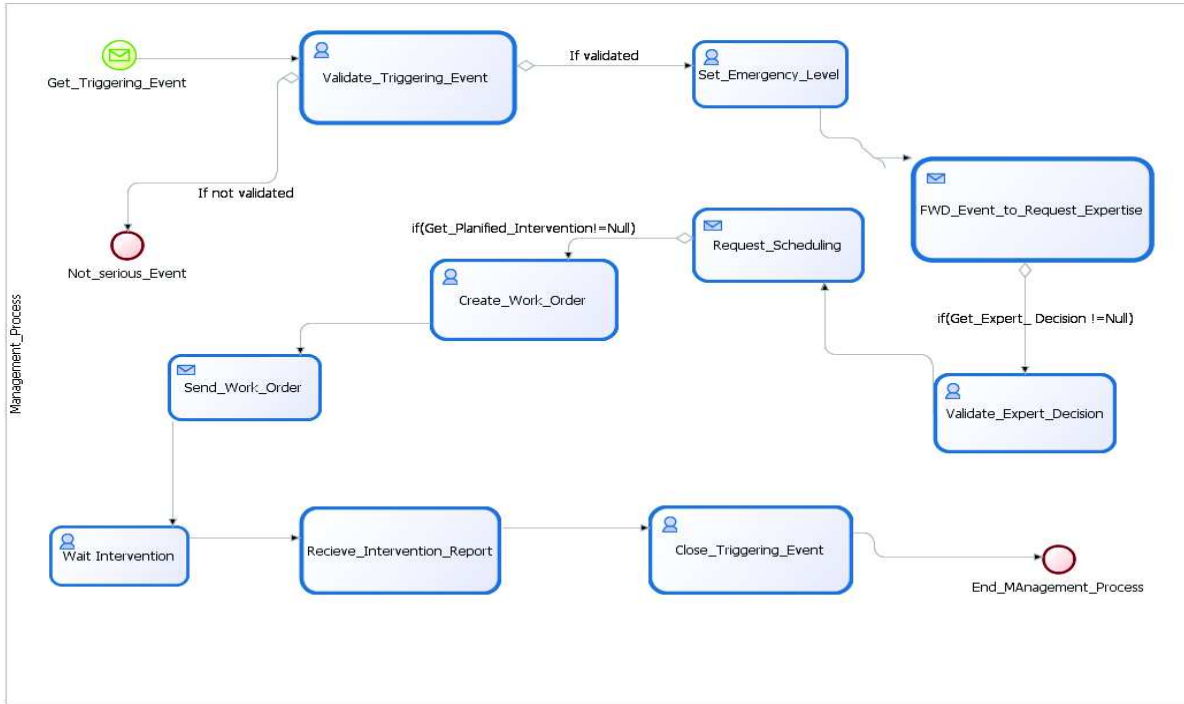 Get_Triggering_Event
Validate_Triggering_Event
If validated
Set_Emergency_Level
If not validated
Not_serious_Event
FWD_Event_to_Request_Expertise
if(Get_Planified_Intervention!=Null)
Request_Scheduling
Create_Work_Order
if(Get_Expert_ Decision !=Null)
Management_Process
Send_Work_Order
Validate_Expert_Decision
Wait Intervention
Recieve_Intervention_Report
Close_Triggering_Event
End_MAnagement_Process